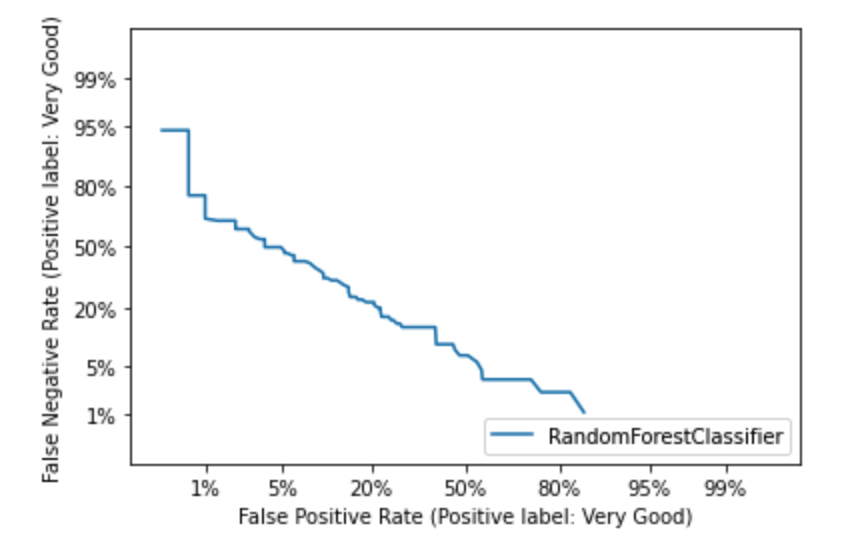 False Negative Rate (Positive label: Very Good)
99%
95%
80%
50%
20%
5%
1%
RandomForestClassifier
1% 5% 20% 50% 80% 95% 99%
False Positive Rate (Positive label: Very Good)